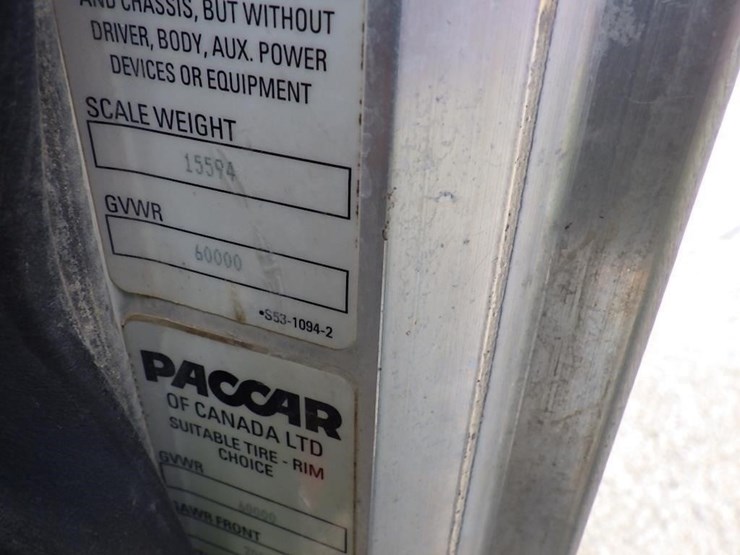 AND CHASSIS, BUT WITHOUT
DRIVER, BODY, AUX. POWER
DEVICES OR EQUIPMENT
SCALE WEIGHT
15594
GVWR
60000
•S53-1094-2
PACCAR
OF CANADA LTD
SUITABLE TIRE - RIM
CHOICE
GVWR
60000
GAWR FRONT